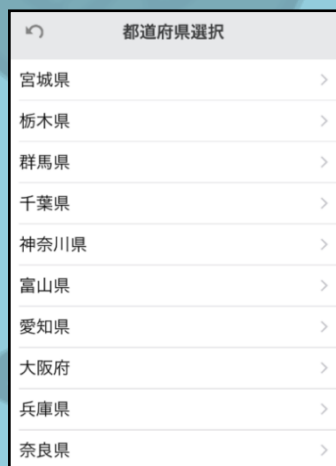 都道府県選択
宮城県
栃木県
群馬県
千葉県
神奈川県
富山県
愛知県
大阪府
兵庫県
奈良県